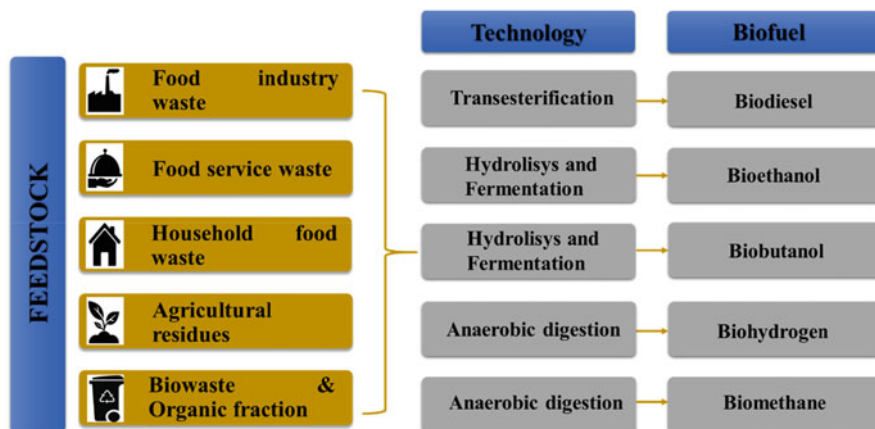 FEEDSTOCK
Food industry
waste
Food service waste
Household food
waste
Agricultural
residues
Biowaste &
Organic fraction
Technology
Biofuel
Transesterification
Biodiesel
Hydrolisys and
Fermentation
Bioethanol
Hydrolisys and
Fermentation
Biobutanol
Anaerobic digestion
Biohydrogen
Anaerobic digestion
Biomethane